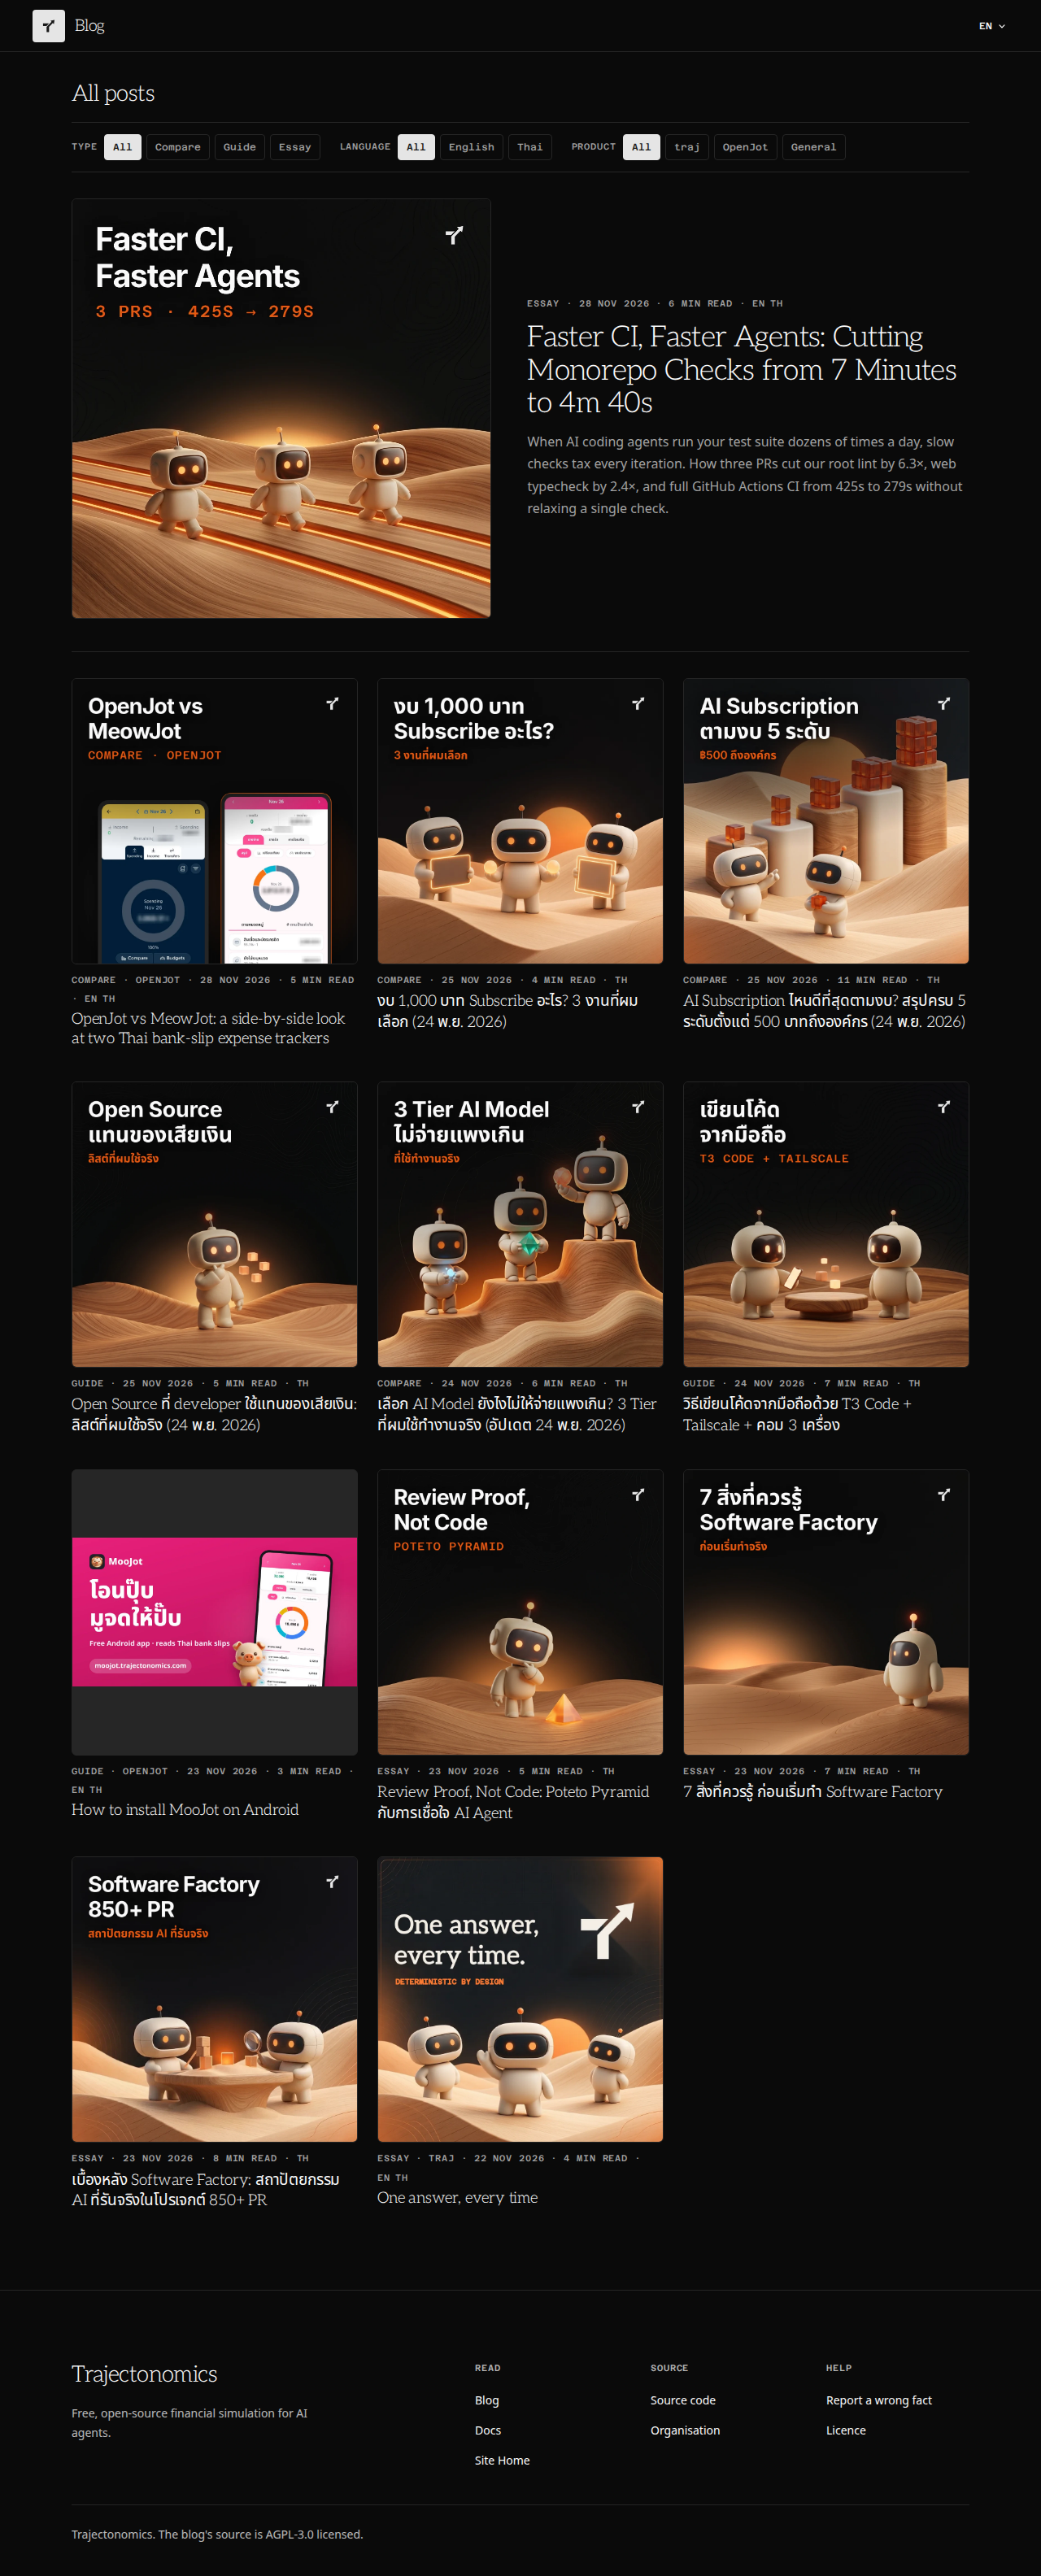 Blog
EN
All posts
TYPE All Compare Guide Essay LANGUAGE All English Thai PRODUCT All traj OpenJot General
Faster CI,
Faster Agents
3 PRS · 425S → 279S
ESSAY · 28 NOV 2026 · 6 MIN READ · EN TH
Faster CI, Faster Agents: Cutting
Monorepo Checks from 7 Minutes
to 4m 40s
When AI coding agents run your test suite dozens of times a day, slow
checks tax every iteration. How three PRs cut our root lint by 6.3×, web
typecheck by 2.4×, and full GitHub Actions CI from 425s to 279s without
relaxing a single check.
OpenJot vs
MeowJot
COMPARE · OPENJOT
COMPARE · OPENJOT · 28 NOV 2026 · 5 MIN READ
· EN TH
OpenJot vs MeowJot: a side-by-side look
at two Thai bank-slip expense trackers
งบ 1,000 บาท
Subscribe อะไร?
3 งานที่ผมเลือก
COMPARE · 25 NOV 2026 · 4 MIN READ · TH
งบ 1,000 บาท Subscribe อะไร? 3 งานที่ผม
เลือก (24 พ.ย. 2026)
AI Subscription
ตามงบ 5 ระดับ
฿500 ถึงองค์กร
COMPARE · 25 NOV 2026 · 11 MIN READ · TH
AI Subscription ไหนดีที่สุดตามงบ? สรุปครบ 5
ระดับตั้งแต่ 500 บาทถึงองค์กร (24 พ.ย. 2026)
Open Source
แทนของเสียเงิน
ลิสต์ที่ผมใช้จริง
GUIDE · 25 NOV 2026 · 5 MIN READ · TH
Open Source ที่ developer ใช้แทนของเสียเงิน:
ลิสต์ที่ผมใช้จริง (24 พ.ย. 2026)
3 Tier AI Model
ไม่จ่ายแพงเกิน
ที่ใช้ทำงานจริง
COMPARE · 24 NOV 2026 · 6 MIN READ · TH
เลือก AI Model ยังไงไม่ให้จ่ายแพงเกิน? 3 Tier
ที่ผมใช้ทำงานจริง (อัปเดต 24 พ.ย. 2026)
เขียนโค้ด
จากมือถือ
T3 CODE + TAILSCALE
GUIDE · 24 NOV 2026 · 7 MIN READ · TH
วิธีเขียนโค้ดจากมือถือด้วย T3 Code +
Tailscale + คอม 3 เครื่อง
MooJot
โอนปุ๊บ
มูจดให้ปั๊บ
Free Android app · reads Thai bank slips
moojot.trajectonomics.com
GUIDE · OPENJOT · 23 NOV 2026 · 3 MIN READ ·
EN TH
How to install MooJot on Android
Review Proof,
Not Code
POTETO PYRAMID
ESSAY · 23 NOV 2026 · 5 MIN READ · TH
Review Proof, Not Code: Poteto Pyramid
กับการเชื่อใจ AI Agent
7 สิ่งที่ควรรู้
Software Factory
ก่อนเริ่มทำจริง
ESSAY · 23 NOV 2026 · 7 MIN READ · TH
7 สิ่งที่ควรรู้ ก่อนเริ่มทำ Software Factory
Software Factory
850+ PR
สถาปัตยกรรม AI ที่รันจริง
ESSAY · 23 NOV 2026 · 8 MIN READ · TH
เบื้องหลัง Software Factory: สถาปัตยกรรม
AI ที่รันจริงในโปรเจกต์ 850+ PR
One answer,
every time.
DETERMINISTIC BY DESIGN
ESSAY · TRAJ · 22 NOV 2026 · 4 MIN READ ·
EN TH
One answer, every time
Trajectonomics
Free, open-source financial simulation for AI
agents.
READ
Blog
Docs
Site Home
SOURCE
Source code
Organisation
HELP
Report a wrong fact
Licence
Trajectonomics. The blog's source is AGPL-3.0 licensed.